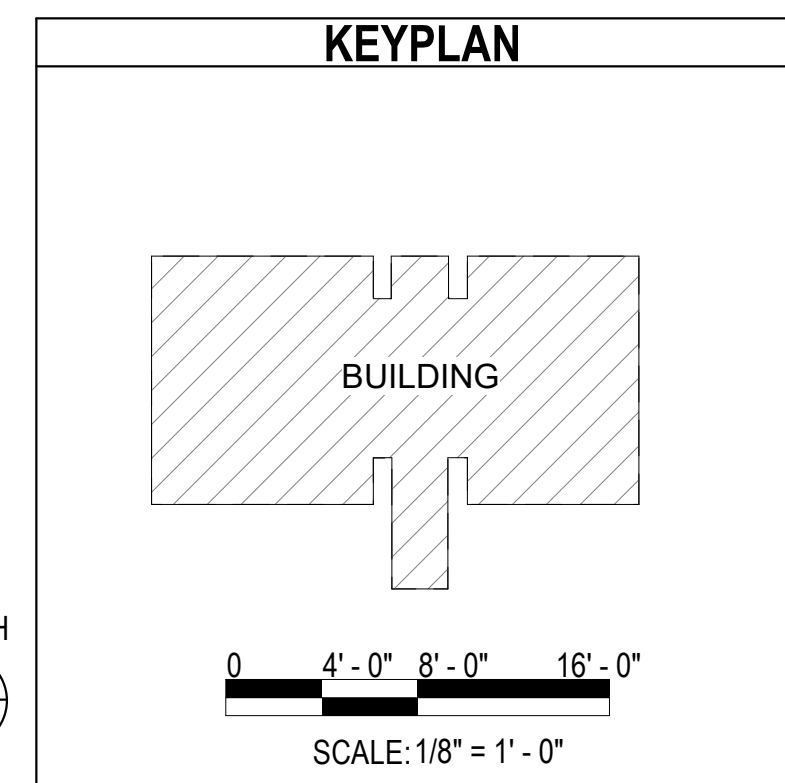 KEYPLAN
BUILDING
H
0 4' - 0" 8' - 0" 16' - 0"
SCALE: 1/8" = 1' - 0"